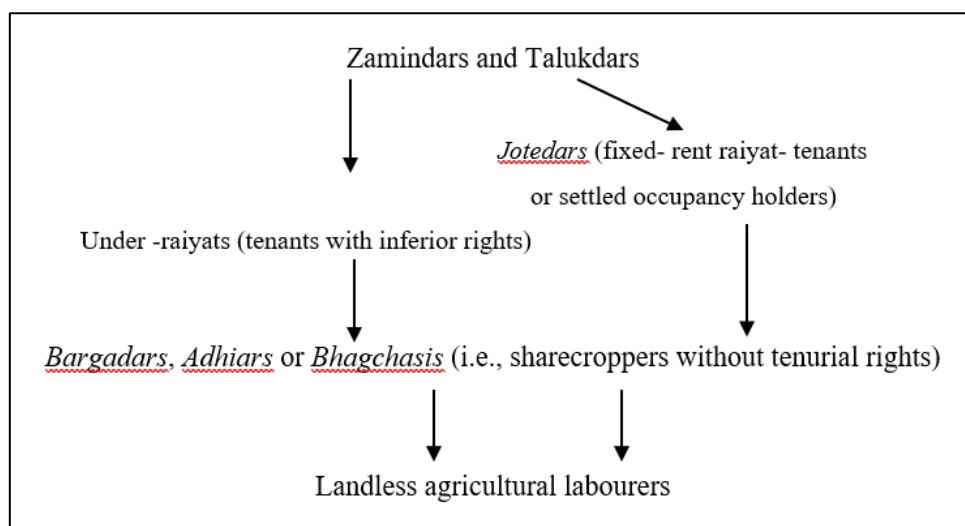 Zamindars and Talukdars
Jotedars (fixed- rent raiyat- tenants
or settled occupancy holders)
Under -raiyats (tenants with inferior rights)
Bargadars, Adhiars or Bhagchasis (i.e., sharecroppers without tenurial rights)
Landless agricultural labourers